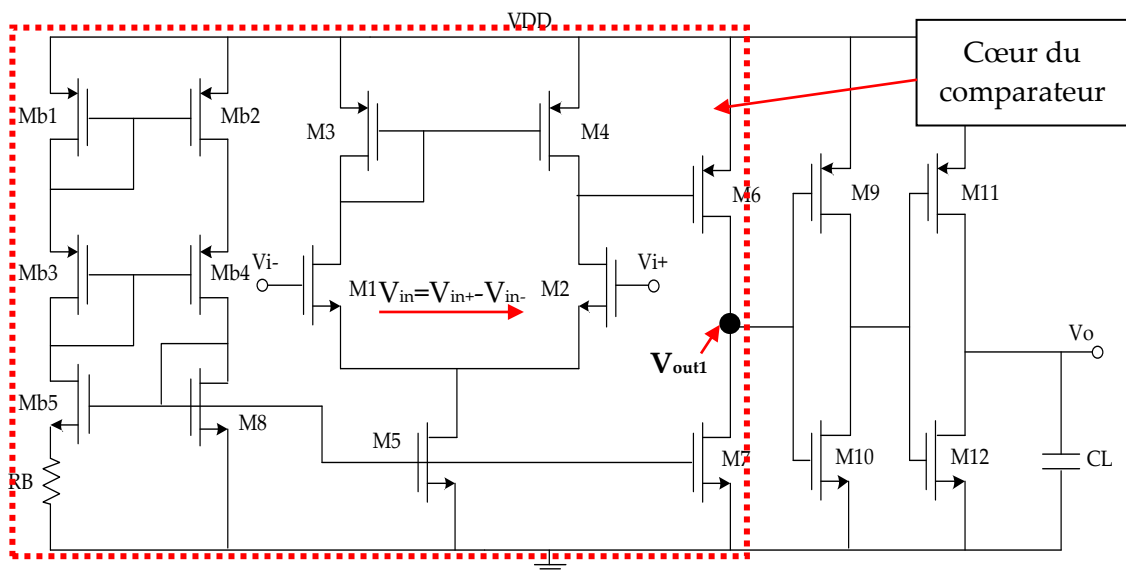 VDD
Cœur du
comparateur
Mb1
Mb2
M3
M4
M6
M9
M11
Mb3
Mb4
Vi-
Vi+
M1
Vin=Vin+-Vin-
M2
Vout1
Vo
Mb5
M8
M5
M7
M10
M12
CL
RB